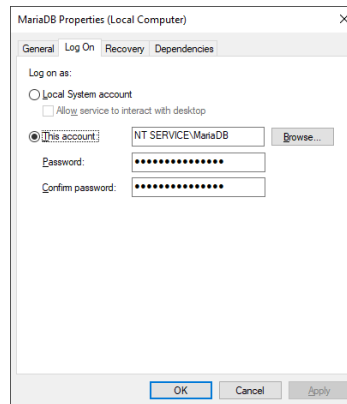 MariaDB Properties (Local Computer)
General Log On Recovery Dependencies
Log on as:
Local System account
Allow service to interact with desktop
This account: NT SERVICE\MariaDB Browse...
Password: •••••••••••••••
Confirm password: •••••••••••••••
OK Cancel Apply